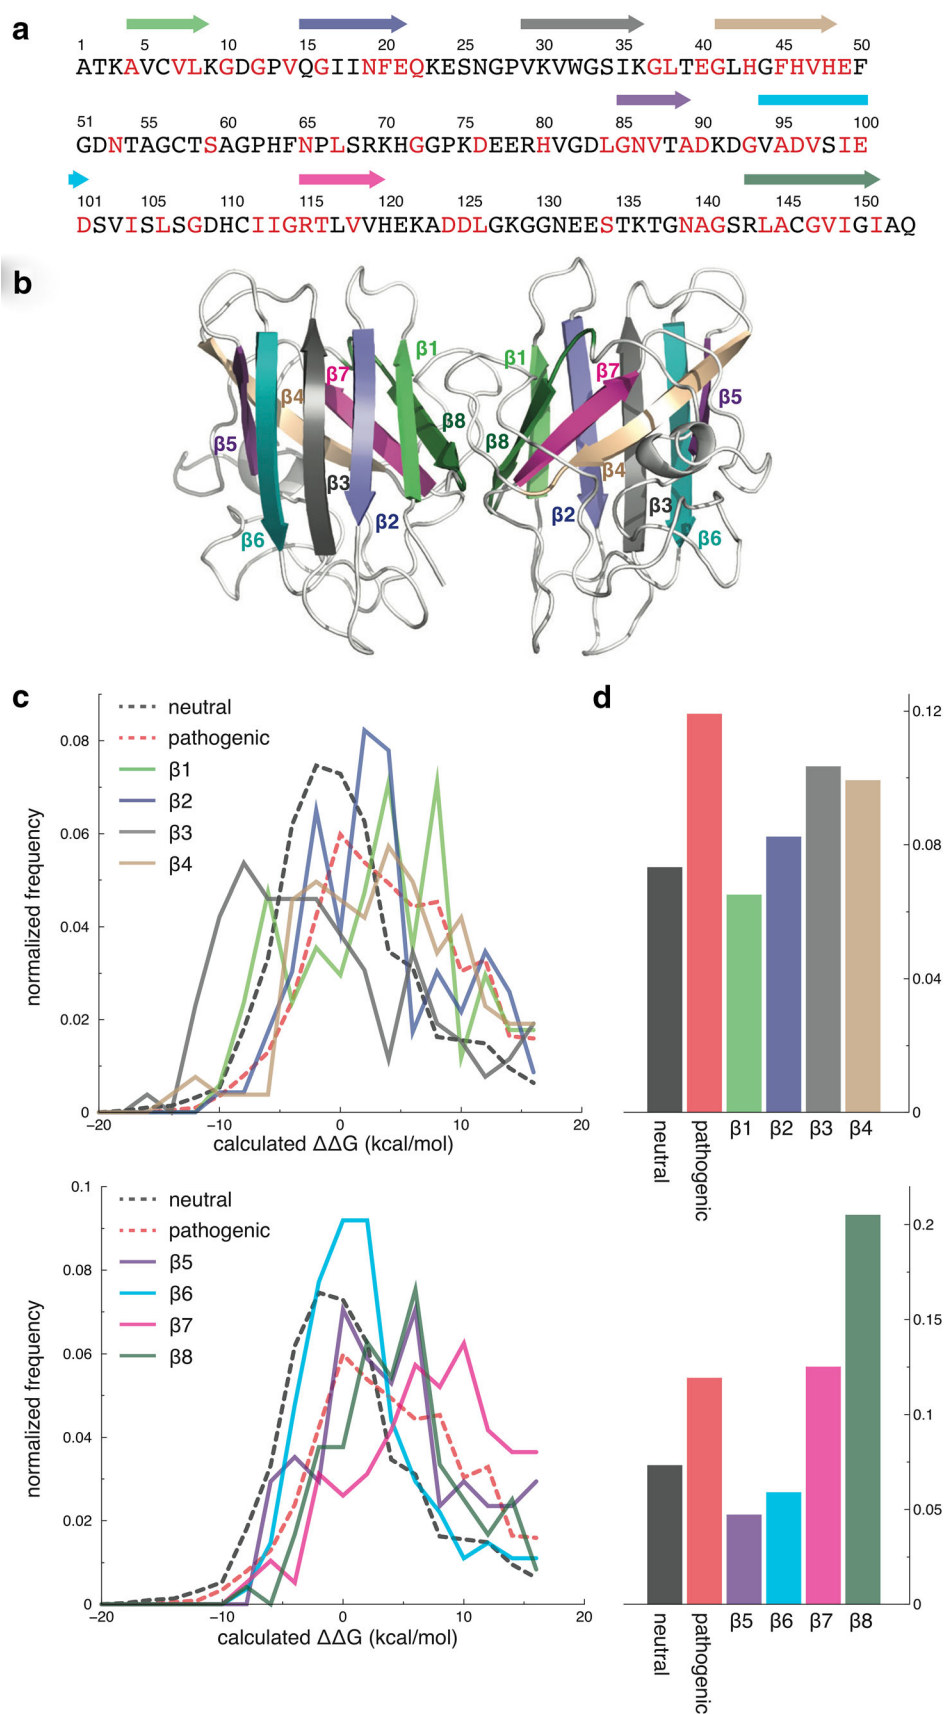 a
1 5 10 15 20 25 30 35 40 45 50
ATKAVCVLKGDGPVQGIINFEQKESNGPVKVWGSIKGLTEGLHGFHVHEF
51 55 60 65 70 75 80 85 90 95 100
GDNTAGCTSAGPHFNPLSRKHGGPKDEERHVGDLGNVTADKDGVADVSIE
101 105 110 115 120 125 130 135 140 145 150
DSVISLSGDHCIIGRTLVVHEKADDLGKGGNEESTKTGNAGSRLACGVIGIAQ
b
β1 β1
β7 β7
β4 β5
β8
β5 β8
β4
β3 β3
β2 β2
β6 β6
c
neutral
pathogenic
β1
β2
β3
β4
0.08
0.06
0.04
0.02
0
normalized frequency
−20 −10 0 10 20
calculated ΔΔG (kcal/mol)
d
0.12
0.08
0.04
0
neutral
pathogenic
β1 β2 β3 β4
neutral
pathogenic
β5
β6
β7
β8
0.1
0.08
0.06
0.04
0.02
0
normalized frequency
−20 −10 0 10 20
calculated ΔΔG (kcal/mol)
0.2
0.15
0.1
0.05
0
neutral
pathogenic
β5 β6 β7 β8